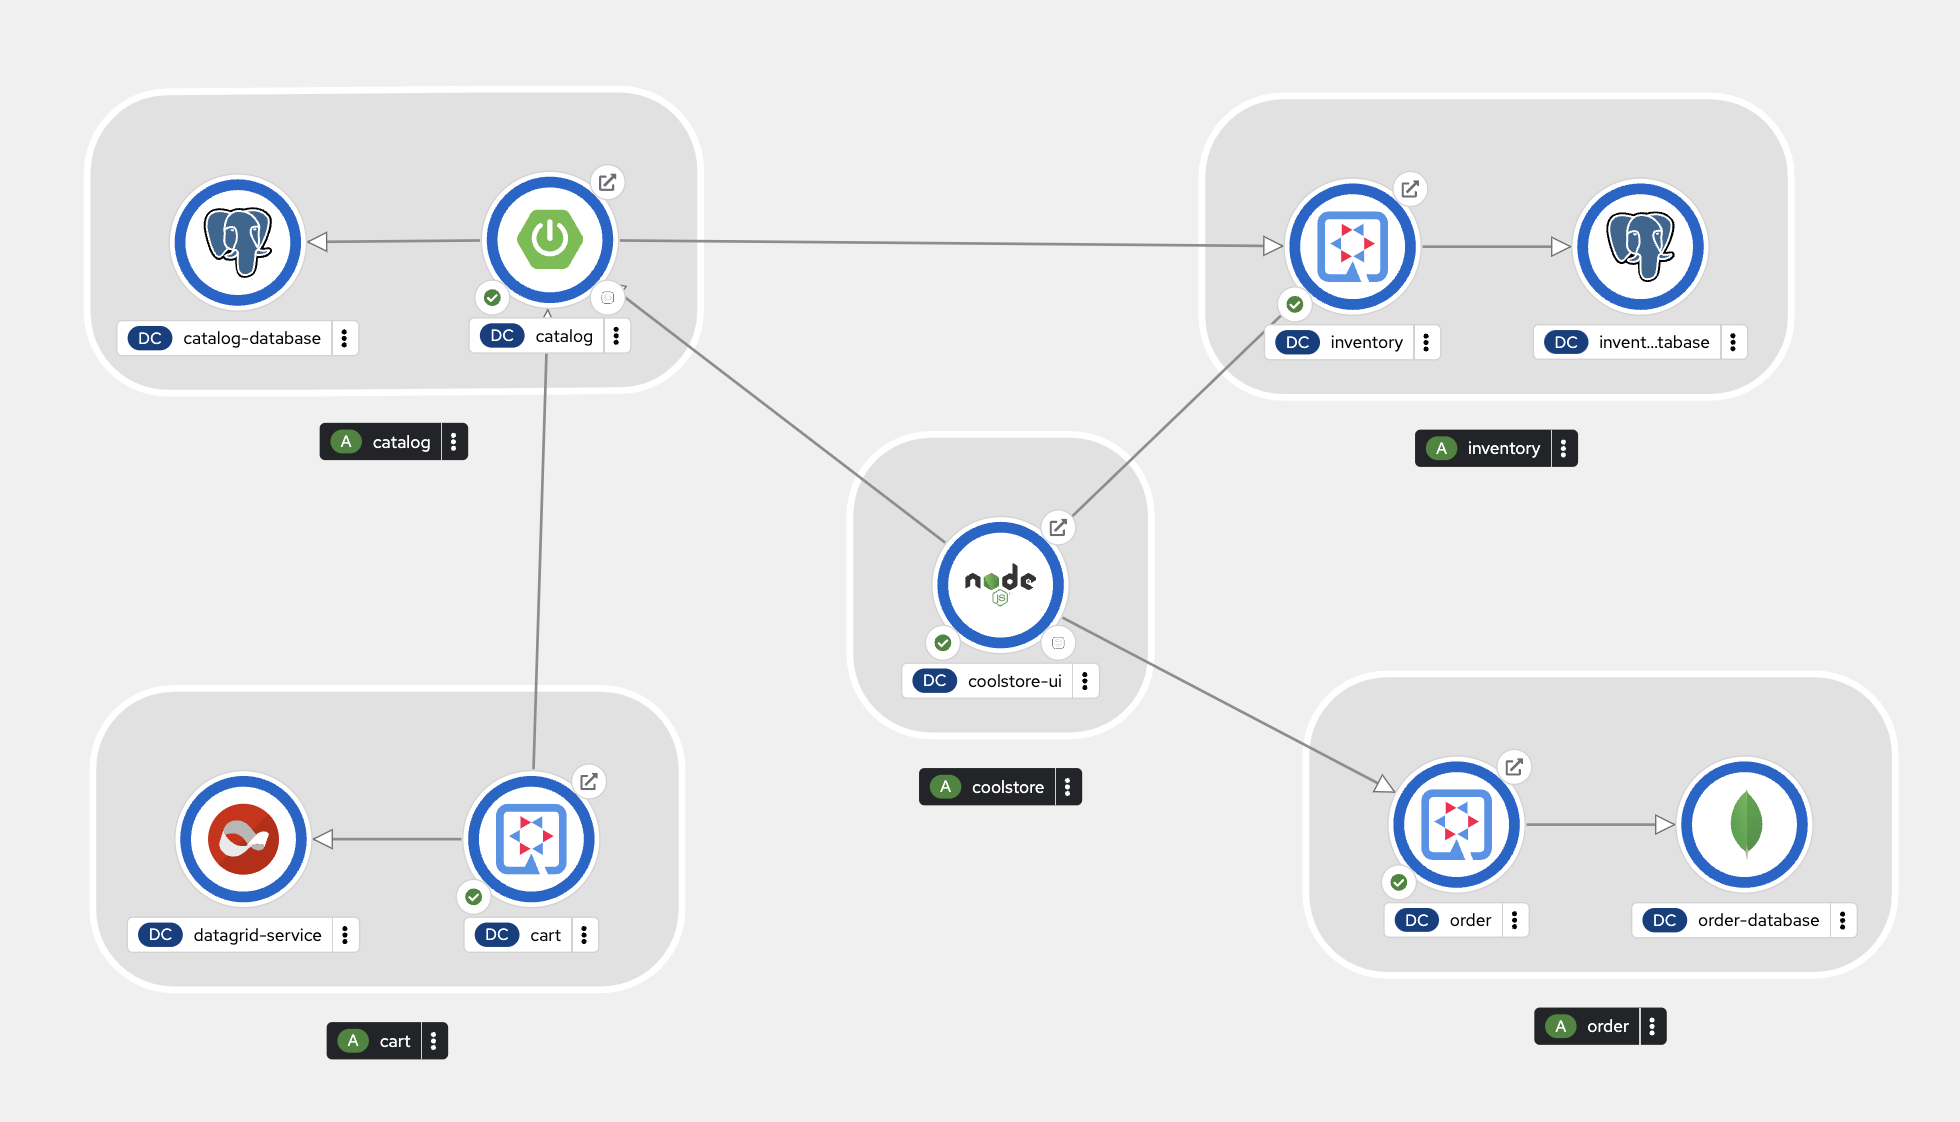 DC catalog-database
DC catalog
A catalog
DC inventory
DC invent...tabase
A inventory
node
JS
DC coolstore-ui
A coolstore
DC datagrid-service
DC cart
A cart
DC order
DC order-database
A order